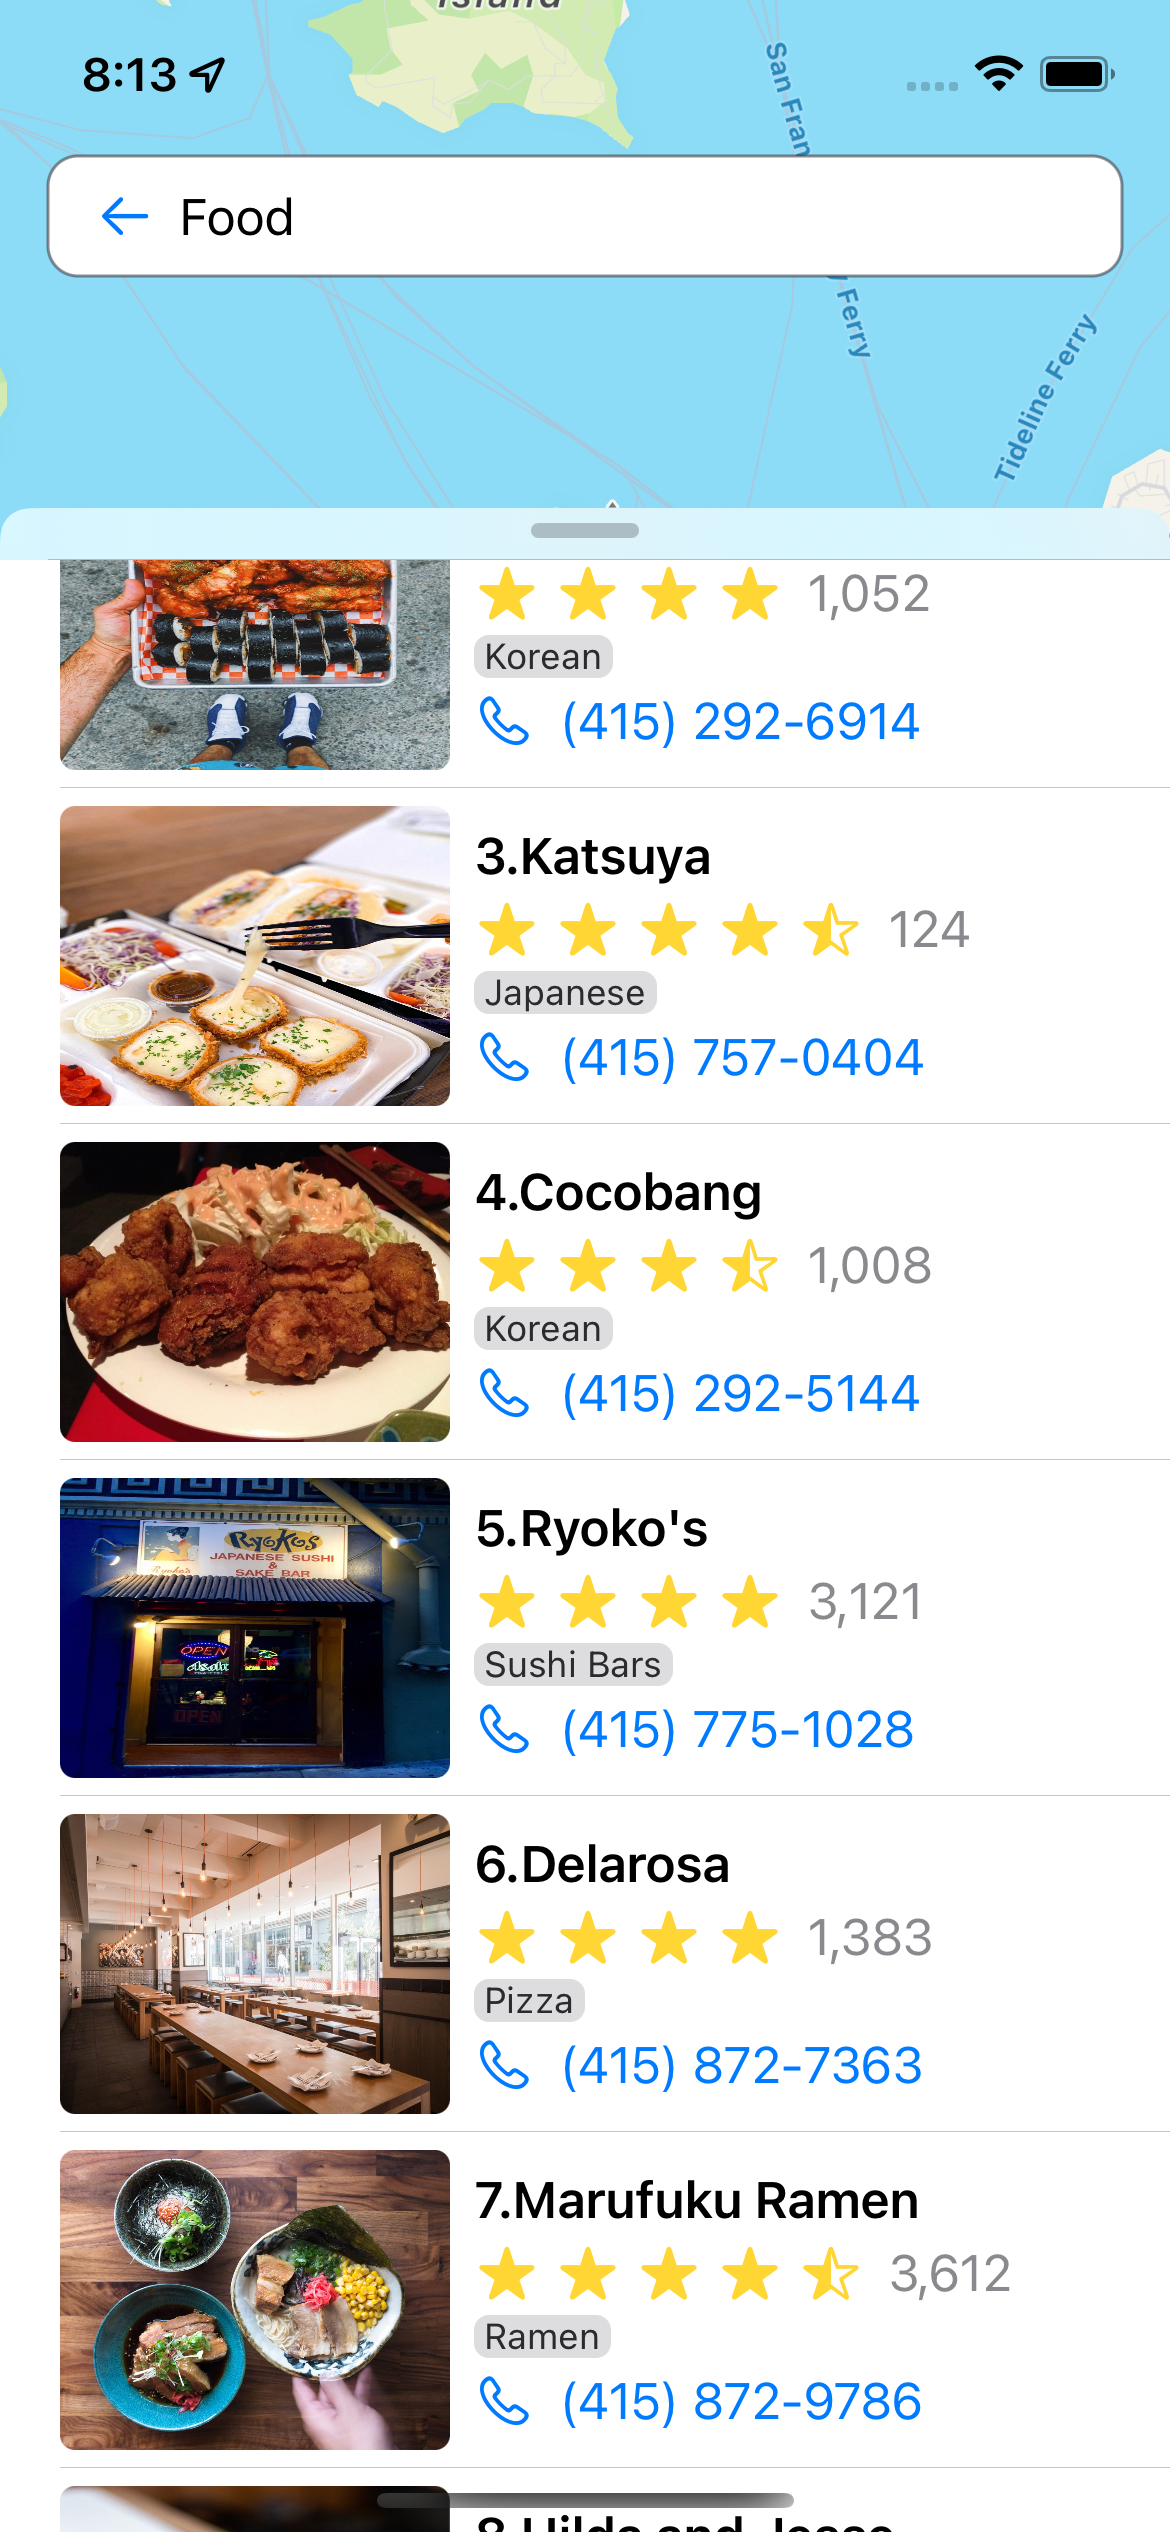 Island
8:13
San Fran
Food
y Ferry
Tideline Ferry
1,052
Korean
(415) 292-6914
3.Katsuya
124
Japanese
(415) 757-0404
4.Cocobang
1,008
Korean
(415) 292-5144
RYOKO'S
JAPANESE SUSHI
&
SAKE BAR
OPEN
Asahi
OPEN
5.Ryoko's
3,121
Sushi Bars
(415) 775-1028
6.Delarosa
1,383
Pizza
(415) 872-7363
7.Marufuku Ramen
3,612
Ramen
(415) 872-9786
8.Hilda and Jesse